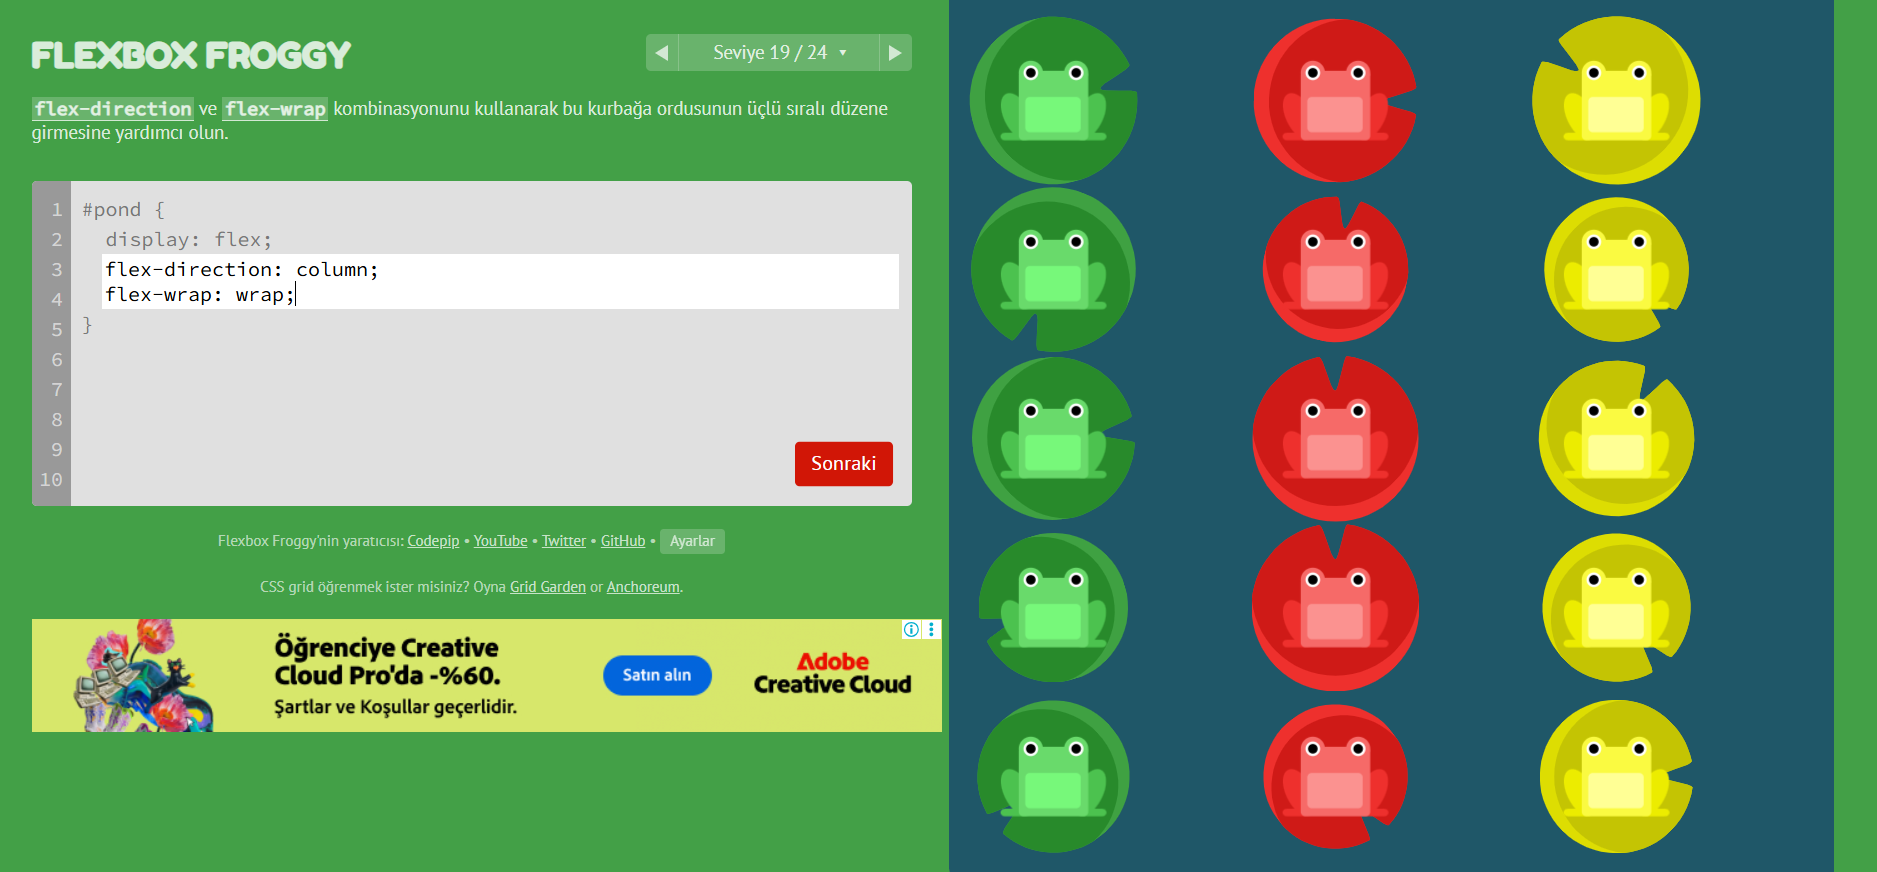 FLEXBOX FROGGY
◀ Seviye 19 / 24 ▾ ▶
flex-direction ve flex-wrap kombinasyonunu kullanarak bu kurbağa ordusunun üçlü sıralı düzene
girmesine yardımcı olun.
1 #pond {
2 display: flex;
3 flex-direction: column;
4 flex-wrap: wrap;
5 }
6
7
8
9
10
Sonraki
Flexbox Froggy'nin yaratıcısı: Codepip • YouTube • Twitter • GitHub • Ayarlar
CSS grid öğrenmek ister misiniz? Oyna Grid Garden or Anchoreum.
Öğrenciye Creative
Cloud Pro'da -%60.
Şartlar ve Koşullar geçerlidir.
Satın alın
Adobe
Creative Cloud